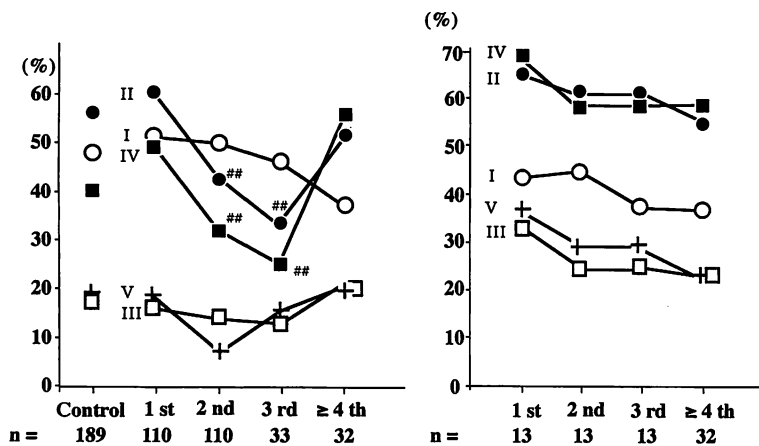 (%)
60
50
40
30
20
10
0
II
I
IV
V
III
##
##
##
##
Control 1 st 2 nd 3 rd ≥ 4 th
n = 189 110 110 33 32
(%)
70
60
50
40
30
20
10
0
IV
II
I
V
III
1 st 2 nd 3 rd ≥ 4 th
n = 13 13 13 32